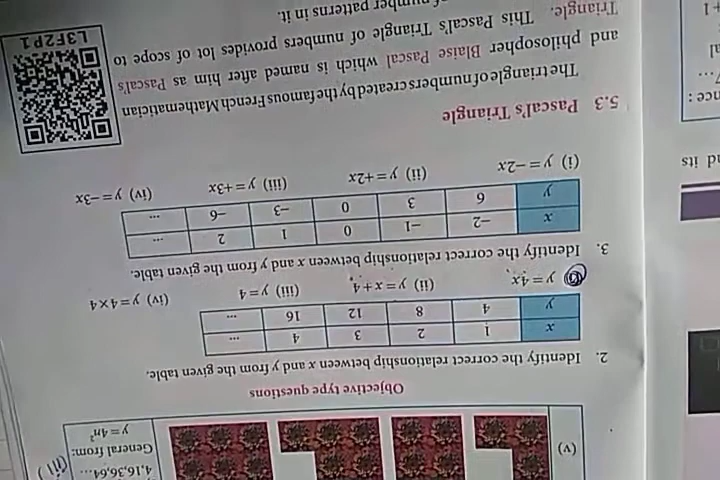 (v)
4,16,36,64,...
General from:
y = 4n²
Objective type questions
2. Identify the correct relationship between x and y from the given table.
x 1 2 3 4 ...
y 4 8 12 16 ...
(i) y = 4x (ii) y = x + 4 (iii) y = 4 (iv) y = 4×4
3. Identify the correct relationship between x and y from the given table.
x −2 −1 0 1 2 ...
y 6 3 0 −3 −6 ...
(i) y = −2x (ii) y = +2x (iii) y = +3x (iv) y = −3x
5.3 Pascal's Triangle
The triangle of numbers created by the famous French Mathematician
and philosopher Blaise Pascal which is named after him as Pascal's
Triangle. This Pascal's Triangle of numbers provides lot of scope to
number patterns in it.
L3F2P1